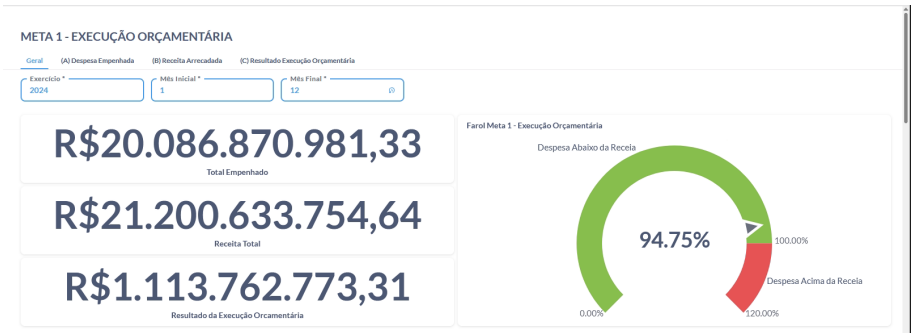 META 1 - EXECUÇÃO ORÇAMENTÁRIA
Geral (A) Despesa Empenhada (B) Receita Arrecadada (C) Resultado Execução Orçamentária
Exercício * Mês Inicial * Mês Final *
2024 1 12
R$20.086.870.981,33
Total Empenhado
R$21.200.633.754,64
Receita Total
R$1.113.762.773,31
Resultado da Execução Orcamentária
Farol Meta 1 - Execução Orçamentária
Despesa Abaixo da Receia
94.75%
100.00%
Despesa Acima da Receia
0.00% 120.00%